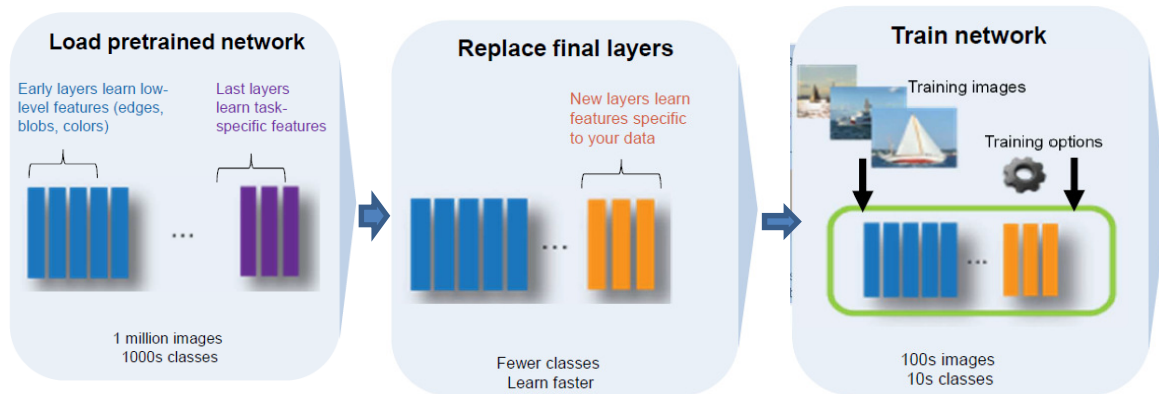 Load pretrained network
Early layers learn low-
level features (edges,
blobs, colors)
Last layers
learn task-
specific features
...
1 million images
1000s classes
Replace final layers
New layers learn
features specific
to your data
...
Fewer classes
Learn faster
Train network
Training images
Training options
...
100s images
10s classes